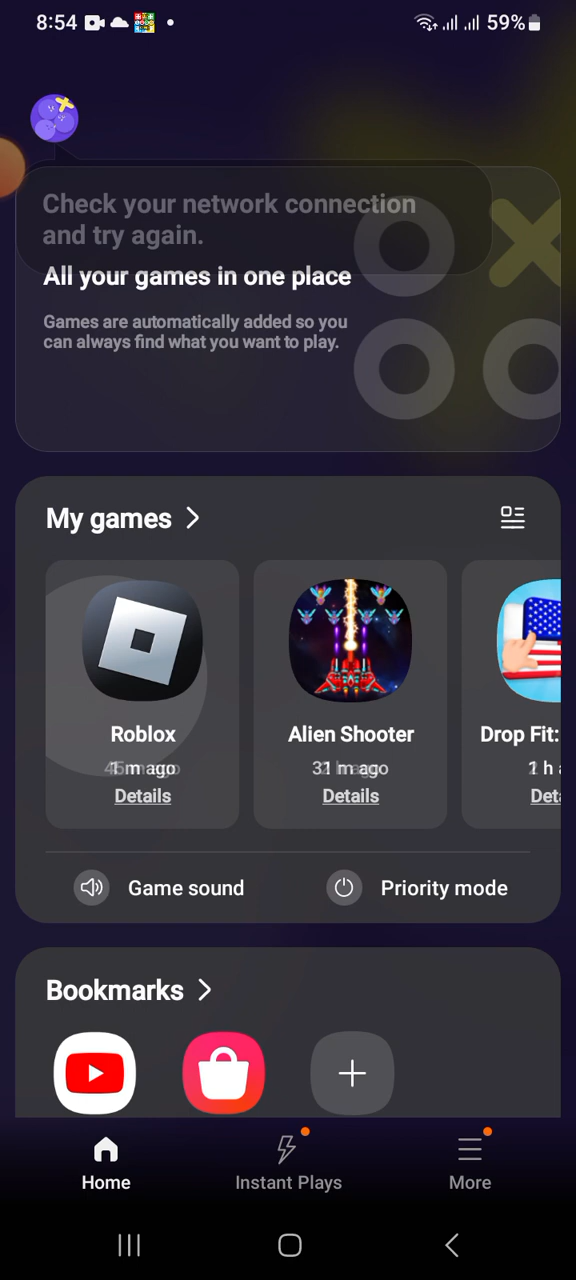 8:54
59%
Check your network connection
and try again.
All your games in one place
Games are automatically added so you
can always find what you want to play.
My games
Roblox
Alien Shooter
Drop Fit:
m ago
m ago
h
Details
Details
Game sound
Priority mode
Bookmarks
Home
Instant Plays
More